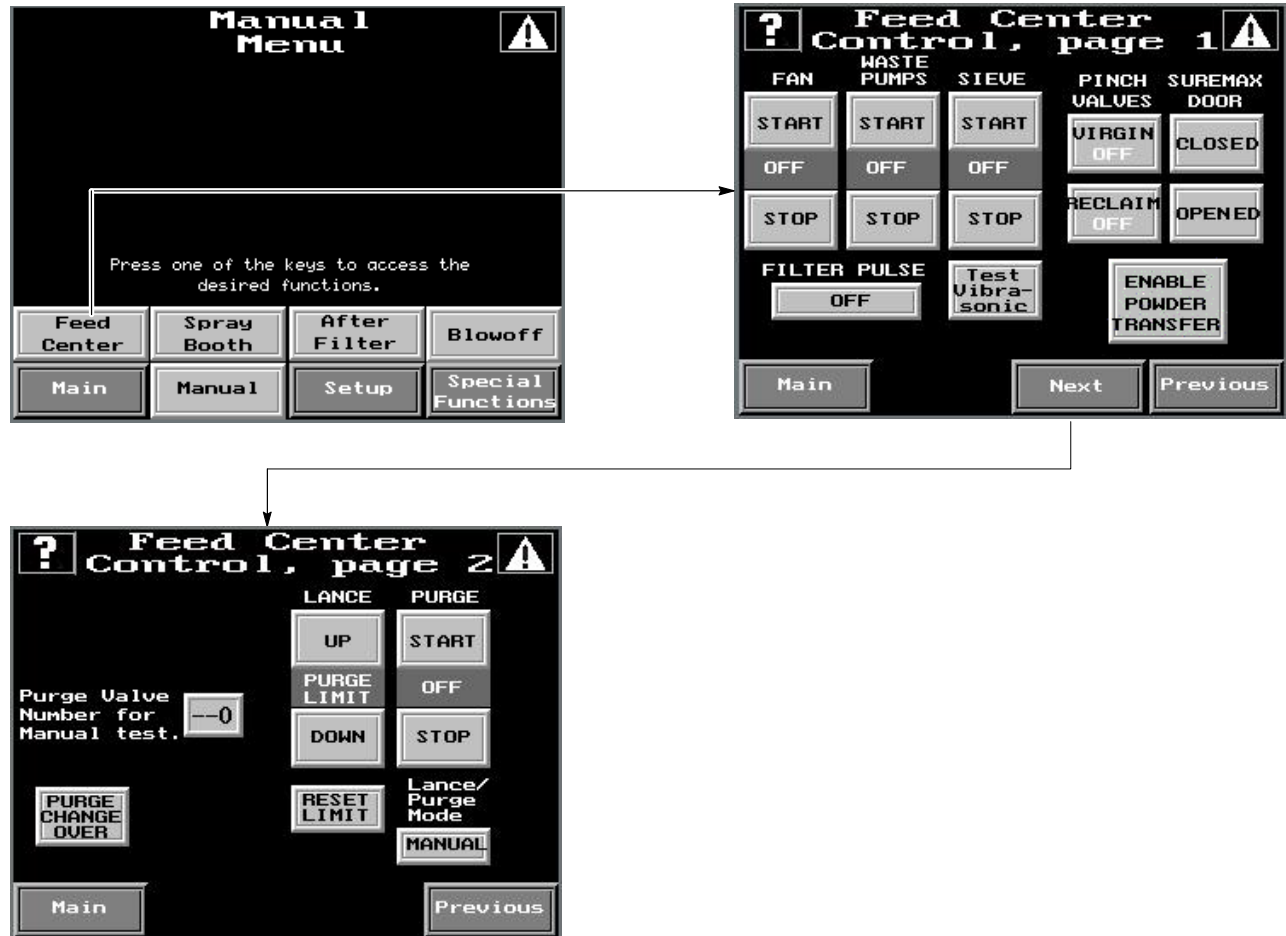 Manual
Menu
Press one of the keys to access the
desired functions.
Feed
Center
Spray
Booth
After
Filter
Blowoff
Main
Manual
Setup
Special
Functions
?
Feed Center
Control, page 1
FAN
WASTE
PUMPS
SIEVE
PINCH
VALVES
SUREMAX
DOOR
START
START
START
VIRGIN
OFF
CLOSED
OFF
OFF
OFF
STOP
STOP
STOP
RECLAIM
OFF
OPENED
FILTER PULSE
OFF
Test
Vibra-
sonic
ENABLE
POWDER
TRANSFER
Main
Next
Previous
?
Feed Center
Control, page 2
LANCE
PURGE
UP
START
PURGE
LIMIT
OFF
DOWN
STOP
Purge Valve
Number for
Manual test.
--0
PURGE
CHANGE
OVER
RESET
LIMIT
Lance/
Purge
Mode
MANUAL
Main
Previous